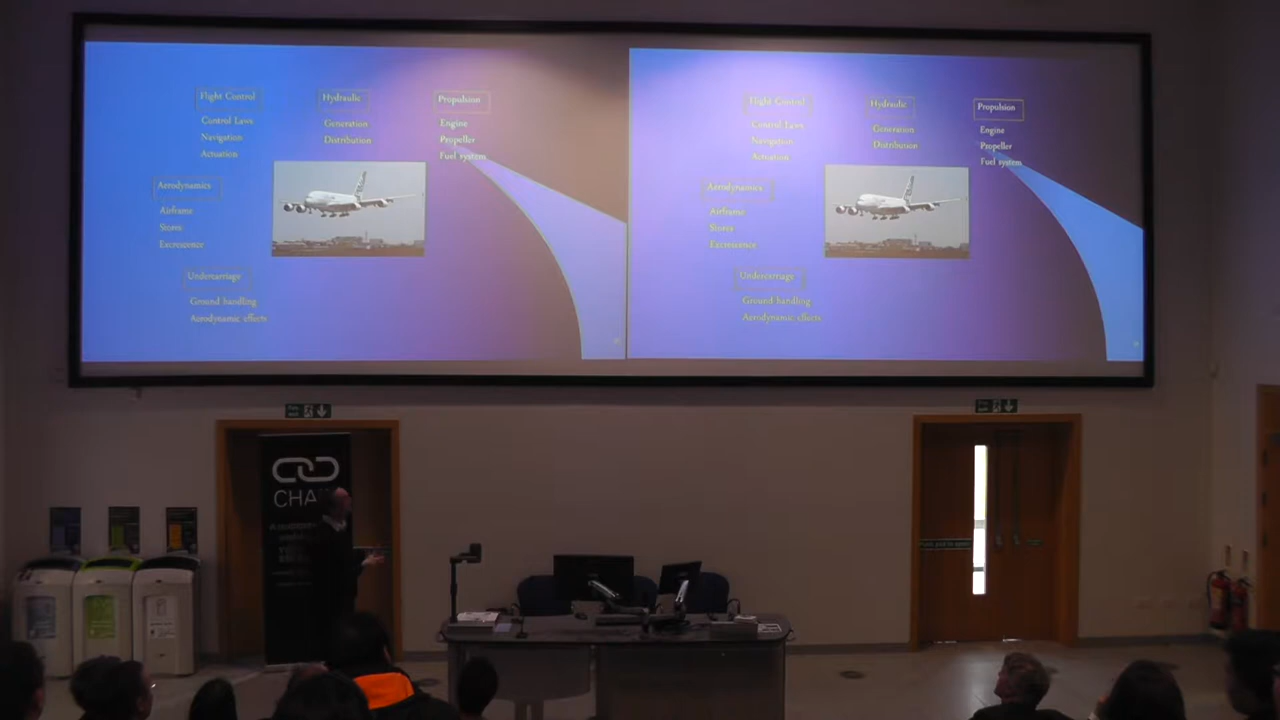 Flight Control
Control Laws
Navigation
Actuation
Hydraulic
Generation
Distribution
Propulsion
Engine
Propeller
Fuel system
Aerodynamics
Airframe
Stores
Excrescence
Undercarriage
Ground handling
Aerodynamic effects
Flight Control
Control Laws
Navigation
Actuation
Hydraulic
Generation
Distribution
Propulsion
Engine
Propeller
Fuel system
Aerodynamics
Airframe
Stores
Excrescence
Undercarriage
Ground handling
Aerodynamic effects
CHA